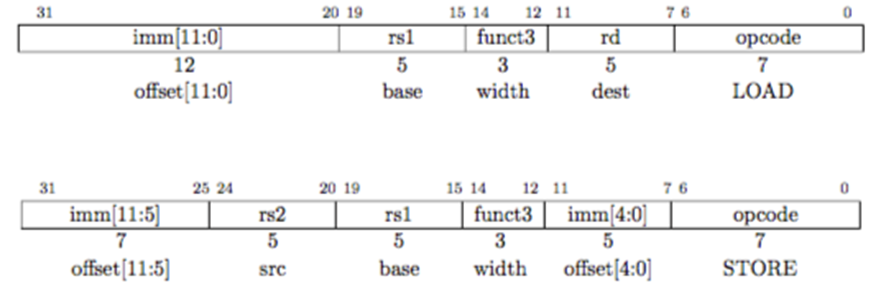 31 20 19 15 14 12 11 7 6 0
imm[11:0] rs1 funct3 rd opcode
12 5 3 5 7
offset[11:0] base width dest LOAD
31 25 24 20 19 15 14 12 11 7 6 0
imm[11:5] rs2 rs1 funct3 imm[4:0] opcode
7 5 5 3 5 7
offset[11:5] src base width offset[4:0] STORE